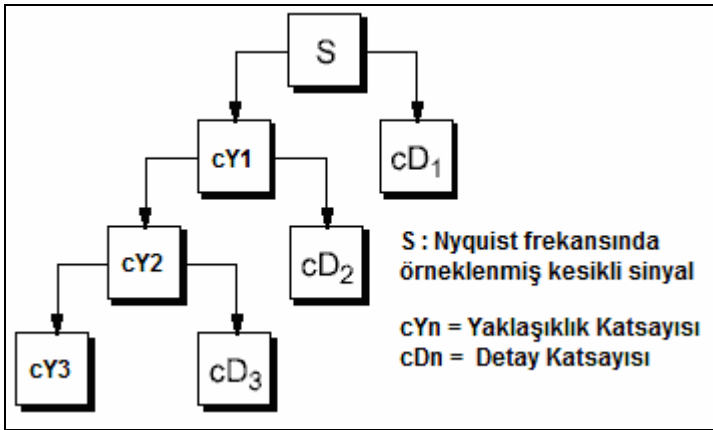 S
cY1
cD₁
cY2
cD₂
S : Nyquist frekansında
örneklenmiş kesikli sinyal
cYn = Yaklaşıklık Katsayısı
cDn = Detay Katsayısı
cY3
cD₃